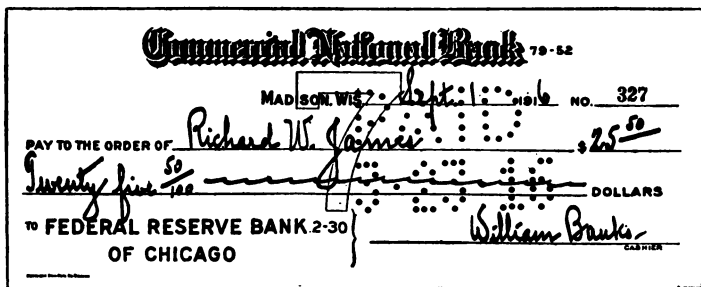 Commercial National Bank 79-52
MADISON, WIS. Sept. 1 1916 NO. 327
PAY TO THE ORDER OF Richard W. James $25 50
Twenty five 50/100 DOLLARS
TO FEDERAL RESERVE BANK 2-30
OF CHICAGO
William Banks
CASHIER